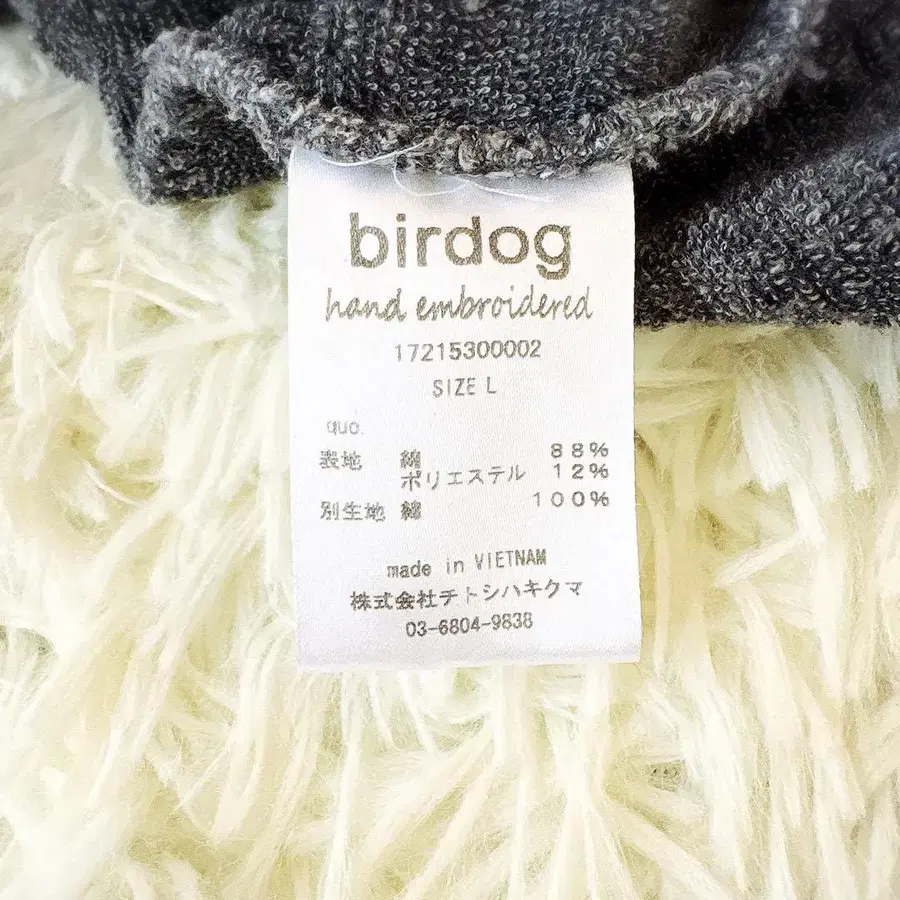 birdog
hand embroidered
17215300002
SIZE L
quo.
表地 綿 88%
ポリエステル 12%
別生地 綿 100%
made in VIETNAM
株式会社チトシハキクマ
03-6804-9838